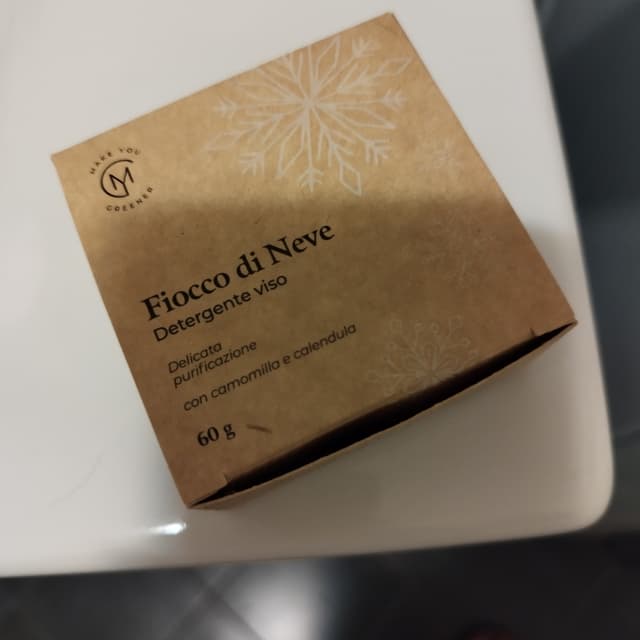 MAKE YOU
GREENER
Fiocco di Neve
Detergente viso
Delicata
purificazione
con camomilla e calendula
60 g